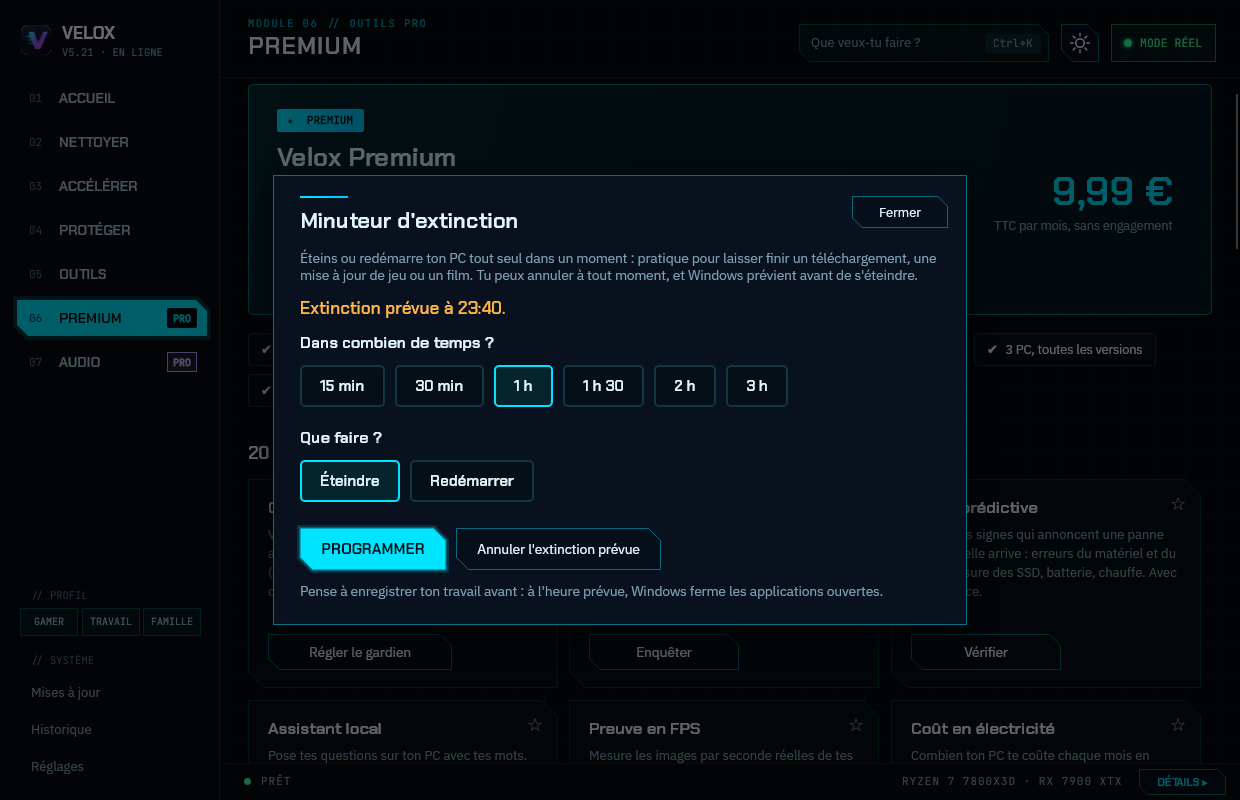 VELOX
V5.21 · EN LIGNE
01 ACCUEIL
02 NETTOYER
03 ACCÉLÉRER
04 PROTÉGER
05 OUTILS
06 PREMIUM PRO
07 AUDIO PRO
// PROFIL
GAMER TRAVAIL FAMILLE
// SYSTÈME
Mises à jour
Historique
Réglages
MODULE 06 // OUTILS PRO
PREMIUM
Que veux-tu faire ? Ctrl+K
MODE RÉEL
★ PREMIUM
Velox Premium
9,99 €
TTC par mois, sans engagement
✔ 3 PC, toutes les versions
Minuteur d'extinction
Fermer
Éteins ou redémarre ton PC tout seul dans un moment : pratique pour laisser finir un téléchargement, une
mise à jour de jeu ou un film. Tu peux annuler à tout moment, et Windows prévient avant de s'éteindre.
Extinction prévue à 23:40.
Dans combien de temps ?
15 min 30 min 1 h 1 h 30 2 h 3 h
Que faire ?
Éteindre Redémarrer
PROGRAMMER Annuler l'extinction prévue
Pense à enregistrer ton travail avant : à l'heure prévue, Windows ferme les applications ouvertes.
20
prédictive
signes qui annoncent une panne
elle arrive : erreurs du matériel et du
sure des SSD, batterie, chauffe. Avec
Régler le gardien Enquêter Vérifier
Assistant local
Pose tes questions sur ton PC avec tes mots.
Preuve en FPS
Mesure les images par seconde réelles de tes
Coût en électricité
Combien ton PC te coûte chaque mois en
PRÊT
RYZEN 7 7800X3D · RX 7900 XTX
DÉTAILS ▸